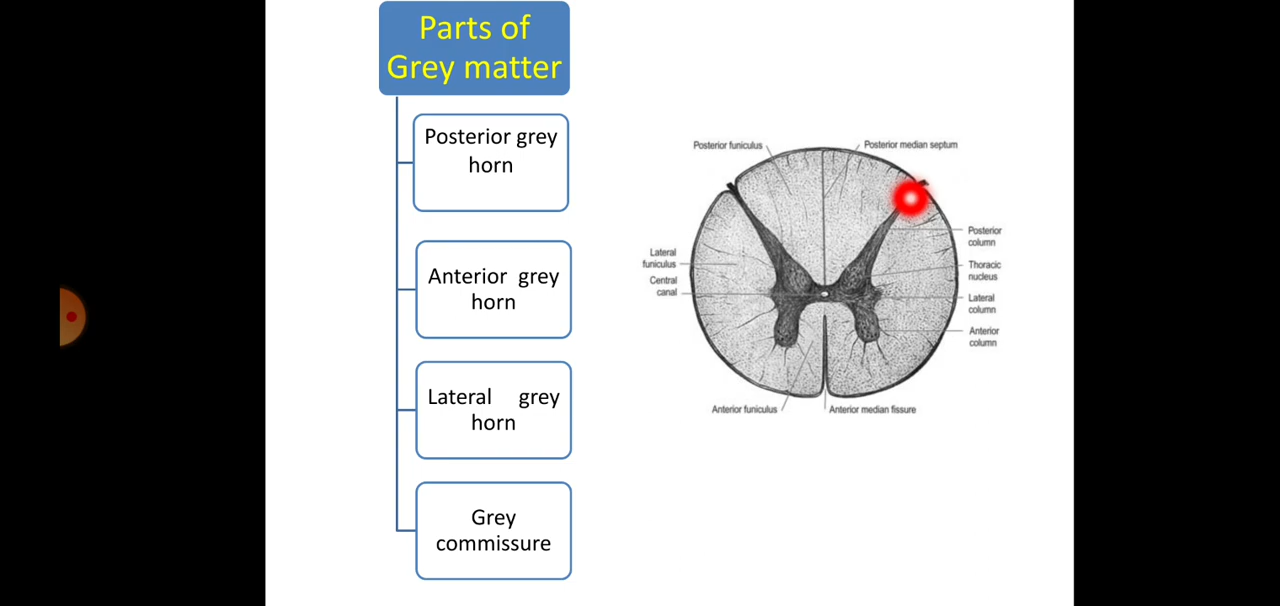 Parts of
Grey matter
Posterior grey
horn
Anterior grey
horn
Lateral grey
horn
Grey
commissure
Posterior funiculus
Posterior median septum
Lateral
funiculus
Central
canal
Posterior
column
Thoracic
nucleus
Lateral
column
Anterior
column
Anterior funiculus
Anterior median fissure